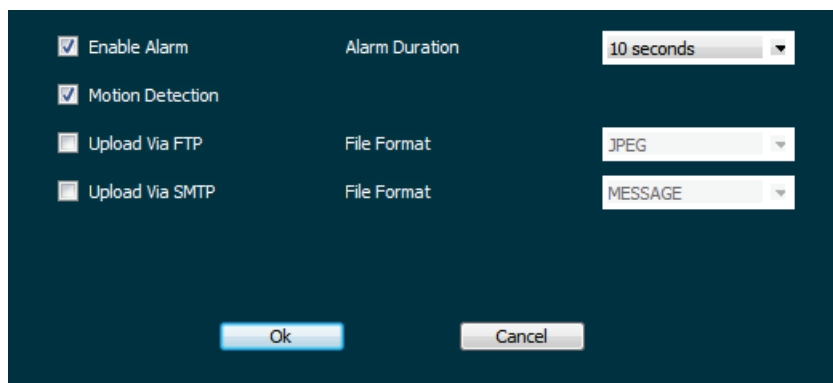 Enable Alarm Alarm Duration 10 seconds
Motion Detection
Upload Via FTP File Format JPEG
Upload Via SMTP File Format MESSAGE
Ok Cancel